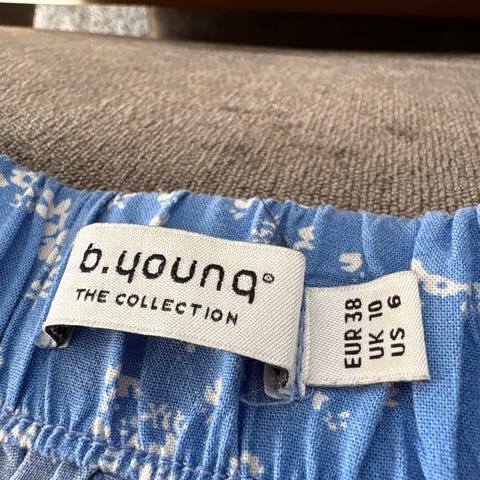 b.young®
THE COLLECTION
EUR 38
UK 10
US 6